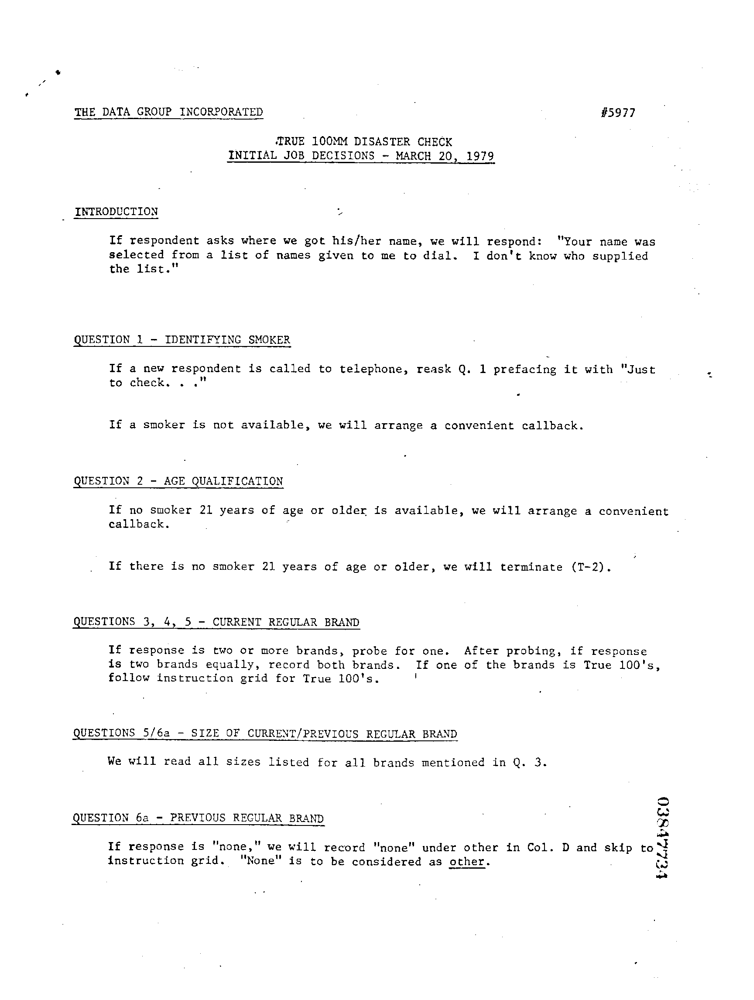 THE DATA GROUP INCORPORATED #5977
TRUE 100MM DISASTER CHECK
INITIAL JOB DECISIONS - MARCH 20, 1979
INTRODUCTION
If respondent asks where we got his/her name, we will respond: "Your name was
selected from a list of names given to me to dial. I don't know who supplied
the list."
QUESTION 1 - IDENTIFYING SMOKER
If a new respondent is called to telephone, reask Q. 1 prefacing it with "Just
to check. . ."
If a smoker is not available, we will arrange a convenient callback.
QUESTION 2 - AGE QUALIFICATION
If no smoker 21 years of age or older is available, we will arrange a convenient
callback.
If there is no smoker 21 years of age or older, we will terminate (T-2).
QUESTIONS 3, 4, 5 - CURRENT REGULAR BRAND
If response is two or more brands, probe for one. After probing, if response
is two brands equally, record both brands. If one of the brands is True 100's,
follow instruction grid for True 100's.
QUESTIONS 5/6a - SIZE OF CURRENT/PREVIOUS REGULAR BRAND
We will read all sizes listed for all brands mentioned in Q. 3.
QUESTION 6a - PREVIOUS REGULAR BRAND
If response is "none," we will record "none" under other in Col. D and skip to
instruction grid. "None" is to be considered as other.
03847734